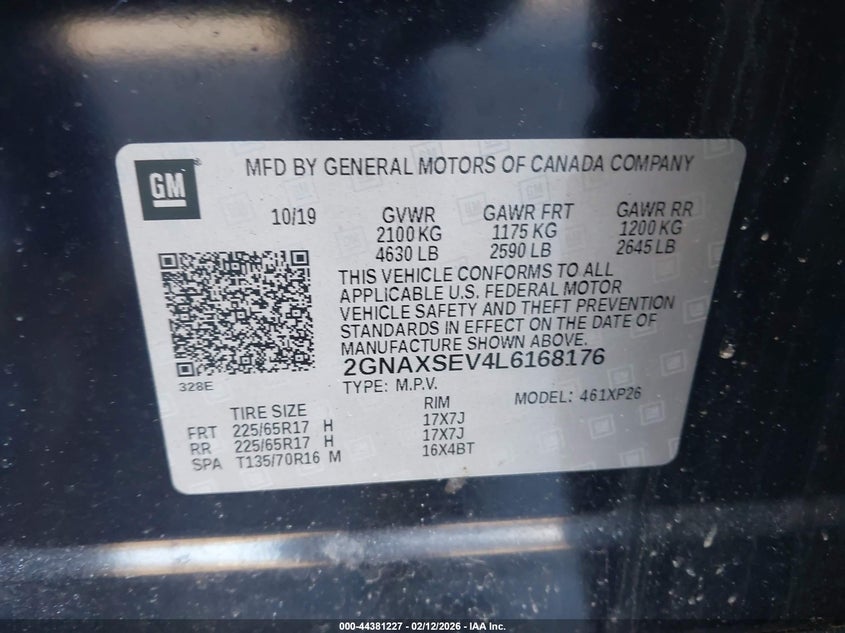 GM
MFD BY GENERAL MOTORS OF CANADA COMPANY
10/19 GVWR GAWR FRT GAWR RR
2100 KG 1175 KG 1200 KG
4630 LB 2590 LB 2645 LB
THIS VEHICLE CONFORMS TO ALL
APPLICABLE U.S. FEDERAL MOTOR
VEHICLE SAFETY AND THEFT PREVENTION
STANDARDS IN EFFECT ON THE DATE OF
MANUFACTURE SHOWN ABOVE.
2GNAXSEV4L6168176
328E
TYPE: M.P.V. MODEL: 461XP26
TIRE SIZE RIM
FRT 225/65R17 H 17X7J
RR 225/65R17 H 17X7J
SPA T135/70R16 M 16X4BT
000-44381227 - 02/12/2026 - IAA Inc.